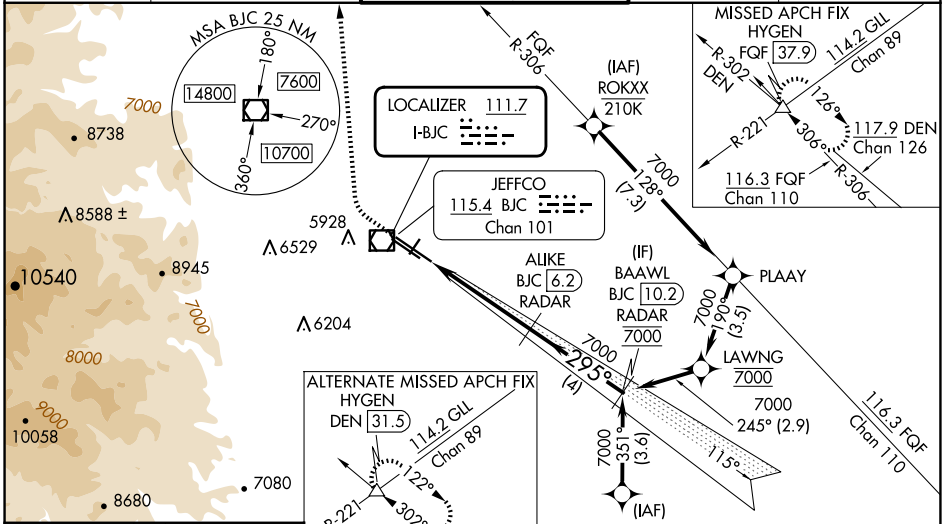 MSA BJC 25 NM
180°
14800
7600
270°
10700
360°
7000
8738
8588 ±
10540
8945
7000
8000
9000
10058
8680
7080
5928
6529
6204
LOCALIZER 111.7
I-BJC
JEFFCO
115.4 BJC
Chan 101
FQF
R-306
(IAF)
ROKXX
210K
7000
128°
(7.3)
PLAAY
7000
190°
(3.5)
LAWNG
7000
7000
245° (2.9)
ALIKE
BJC 6.2
RADAR
(IF)
BAAWL
BJC 10.2
RADAR
7000
7000
295°
(4)
7000
351°
(3.6)
(IAF)
115°
116.3 FQF
Chan 110
MISSED APCH FIX
HYGEN
FQF 37.9
114.2 GLL
Chan 89
R-302
DEN
126°
R-221
306°
117.9 DEN
Chan 126
116.3 FQF
Chan 110
R-306
ALTERNATE MISSED APCH FIX
HYGEN
DEN 31.5
114.2 GLL
Chan 89
122°
R-221
302°